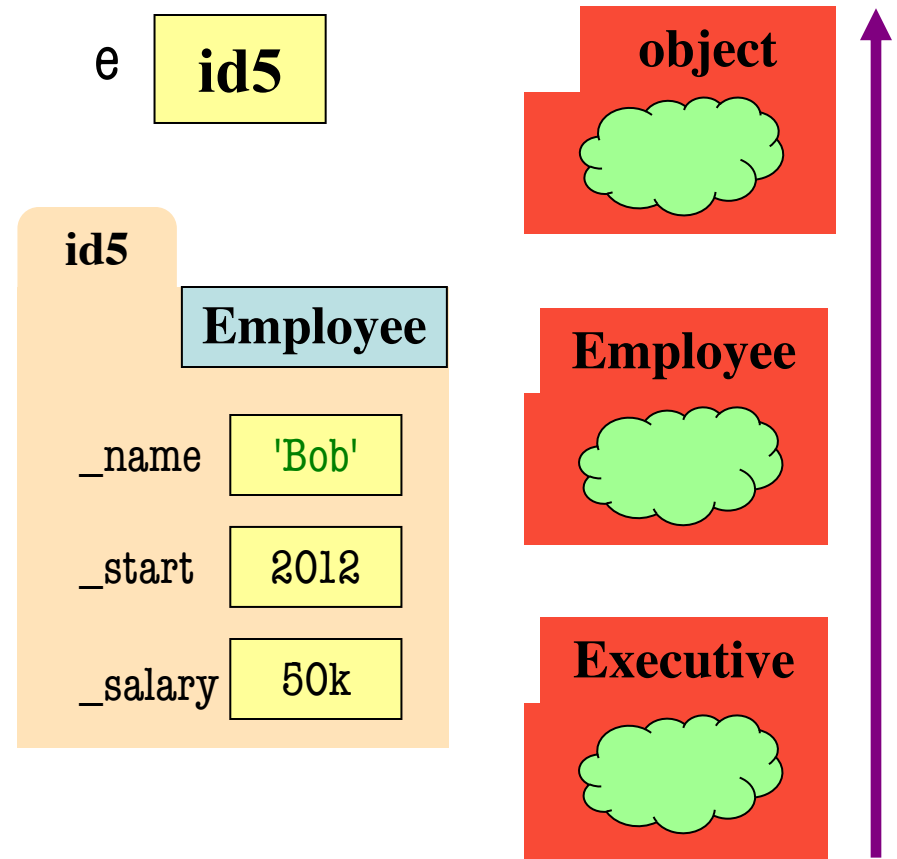 e
id5
id5
Employee
_name
'Bob'
_start
2012
_salary
50k
object
Employee
Executive